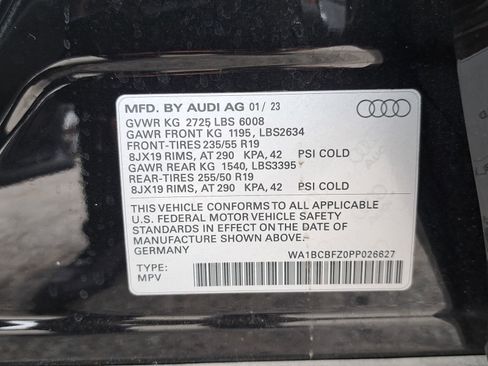 MFD. BY AUDI AG 01/23
GVWR KG 2725 LBS 6008
GAWR FRONT KG 1195, LBS2634
FRONT-TIRES 235/55 R19
8JX19 RIMS, AT 290 KPA, 42 PSI COLD
GAWR REAR KG 1540, LBS3395
REAR-TIRES 255/50 R19
8JX19 RIMS, AT 290 KPA, 42 PSI COLD
THIS VEHICLE CONFORMS TO ALL APPLICABLE
U.S. FEDERAL MOTOR VEHICLE SAFETY
STANDARDS IN EFFECT ON THE DATE OF
MANUFACTURE SHOWN ABOVE.-
GERMANY WA1BCBFZ0PP026627
TYPE:
MPV